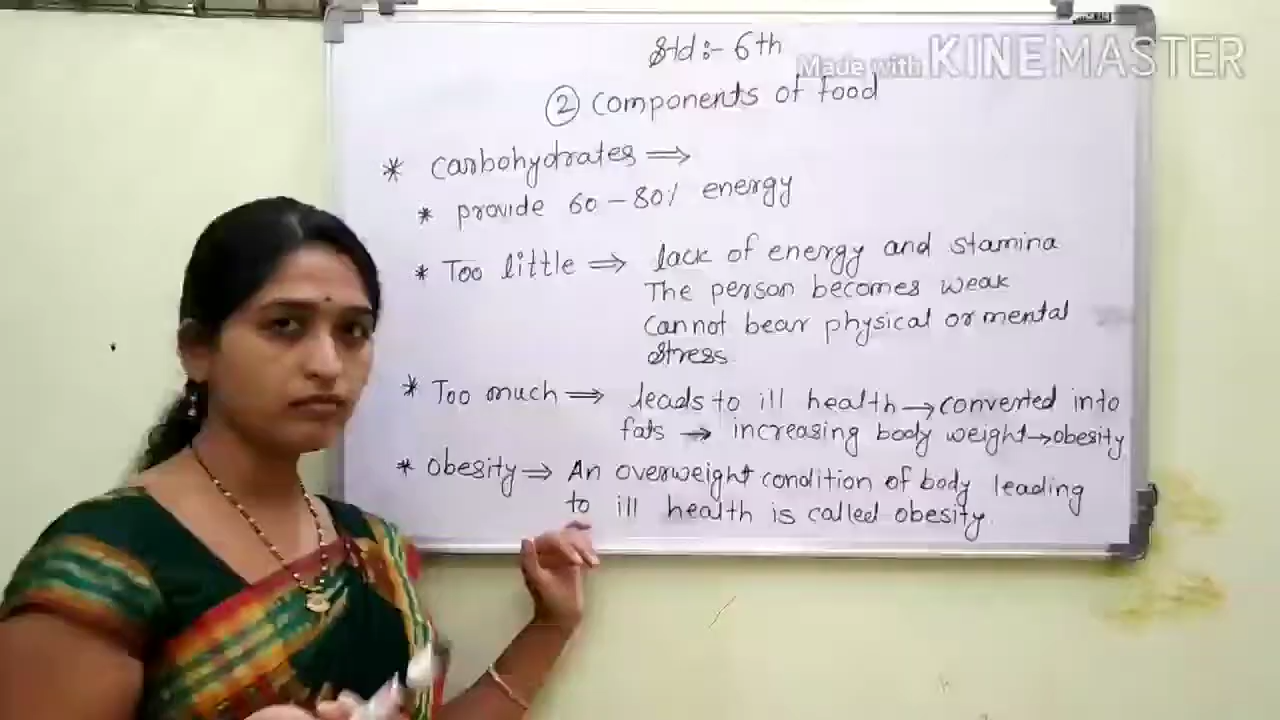 Std :- 6th
Made with KINEMASTER
② Components of food
* carbohydrates ⇒
* provide 60 - 80% energy
* Too little ⇒ lack of energy and stamina
The person becomes weak
Cannot bear physical or mental
stress
* Too much ⇒ leads to ill health → converted into
fats → increasing body weight → obesity
* Obesity ⇒ An overweight condition of body leading
to ill health is called obesity.